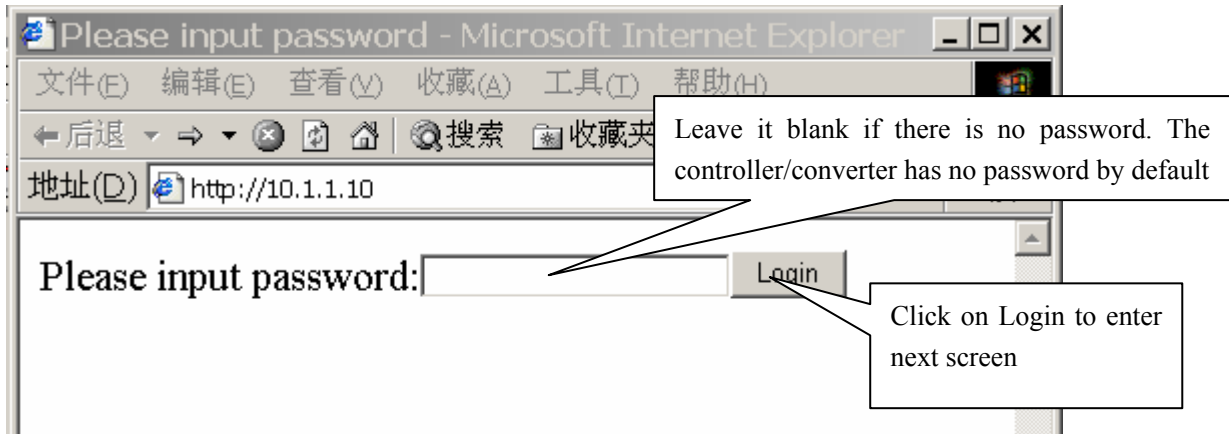 Please input password - Microsoft Internet Explorer
文件(E) 编辑(E) 查看(V) 收藏(A) 工具(T) 帮助(H)
后退 搜索 收藏夹
Leave it blank if there is no password. The
controller/converter has no password by default
地址(D) http://10.1.1.10
Please input password: Login
Click on Login to enter
next screen